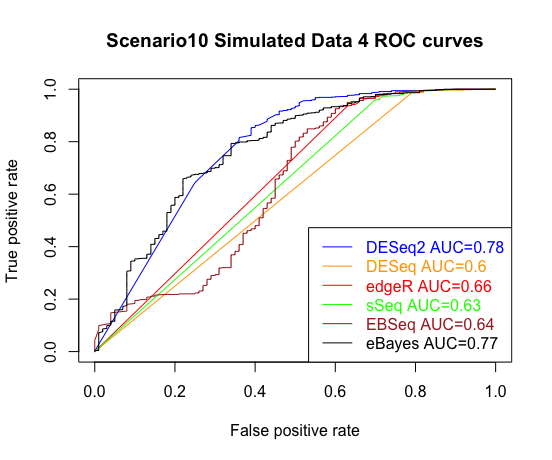 Scenario10 Simulated Data 4 ROC curves
True positive rate
1.0
0.8
0.6
0.4
0.2
0.0
DESeq2 AUC=0.78
DESeq AUC=0.6
edgeR AUC=0.66
sSeq AUC=0.63
EBSeq AUC=0.64
eBayes AUC=0.77
0.0 0.2 0.4 0.6 0.8 1.0
False positive rate